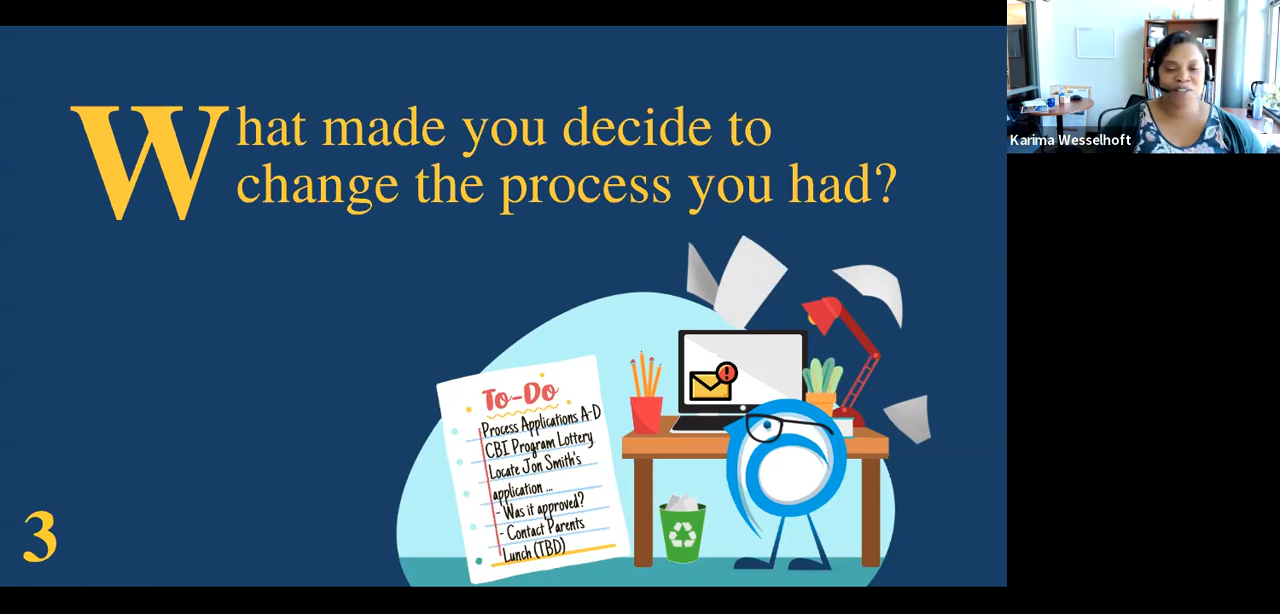 What made you decide to
change the process you had?
To-Do
Process Applications A-D
CBI Program Lottery
Locate Jon Smith's
application ...
- Was it approved?
- Contact Parents
Lunch (TBD)
3
Karima Wesselhoft